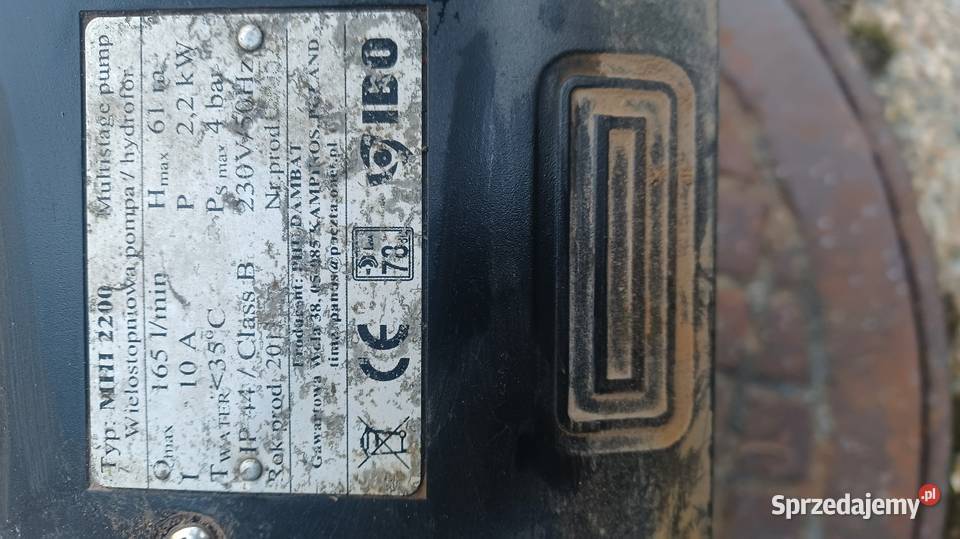 Typ: MHI 2200 Multistage pump
Wielostopniowa pompa / hydrofor
Qmax 165 l/min Hmax 61 m
I 10 A P 2,2 kW
TWATER<35°C Ps max 4 bar
IP 44 / Class.B 230V~50Hz
Rok prod. 201 Nr.prod
Producent: PHU DAMBAT
Gawartowa Wola 38, 05-085 KAMPINOS, POLAND
CE 78 IBO
Sprzedajemy.pl